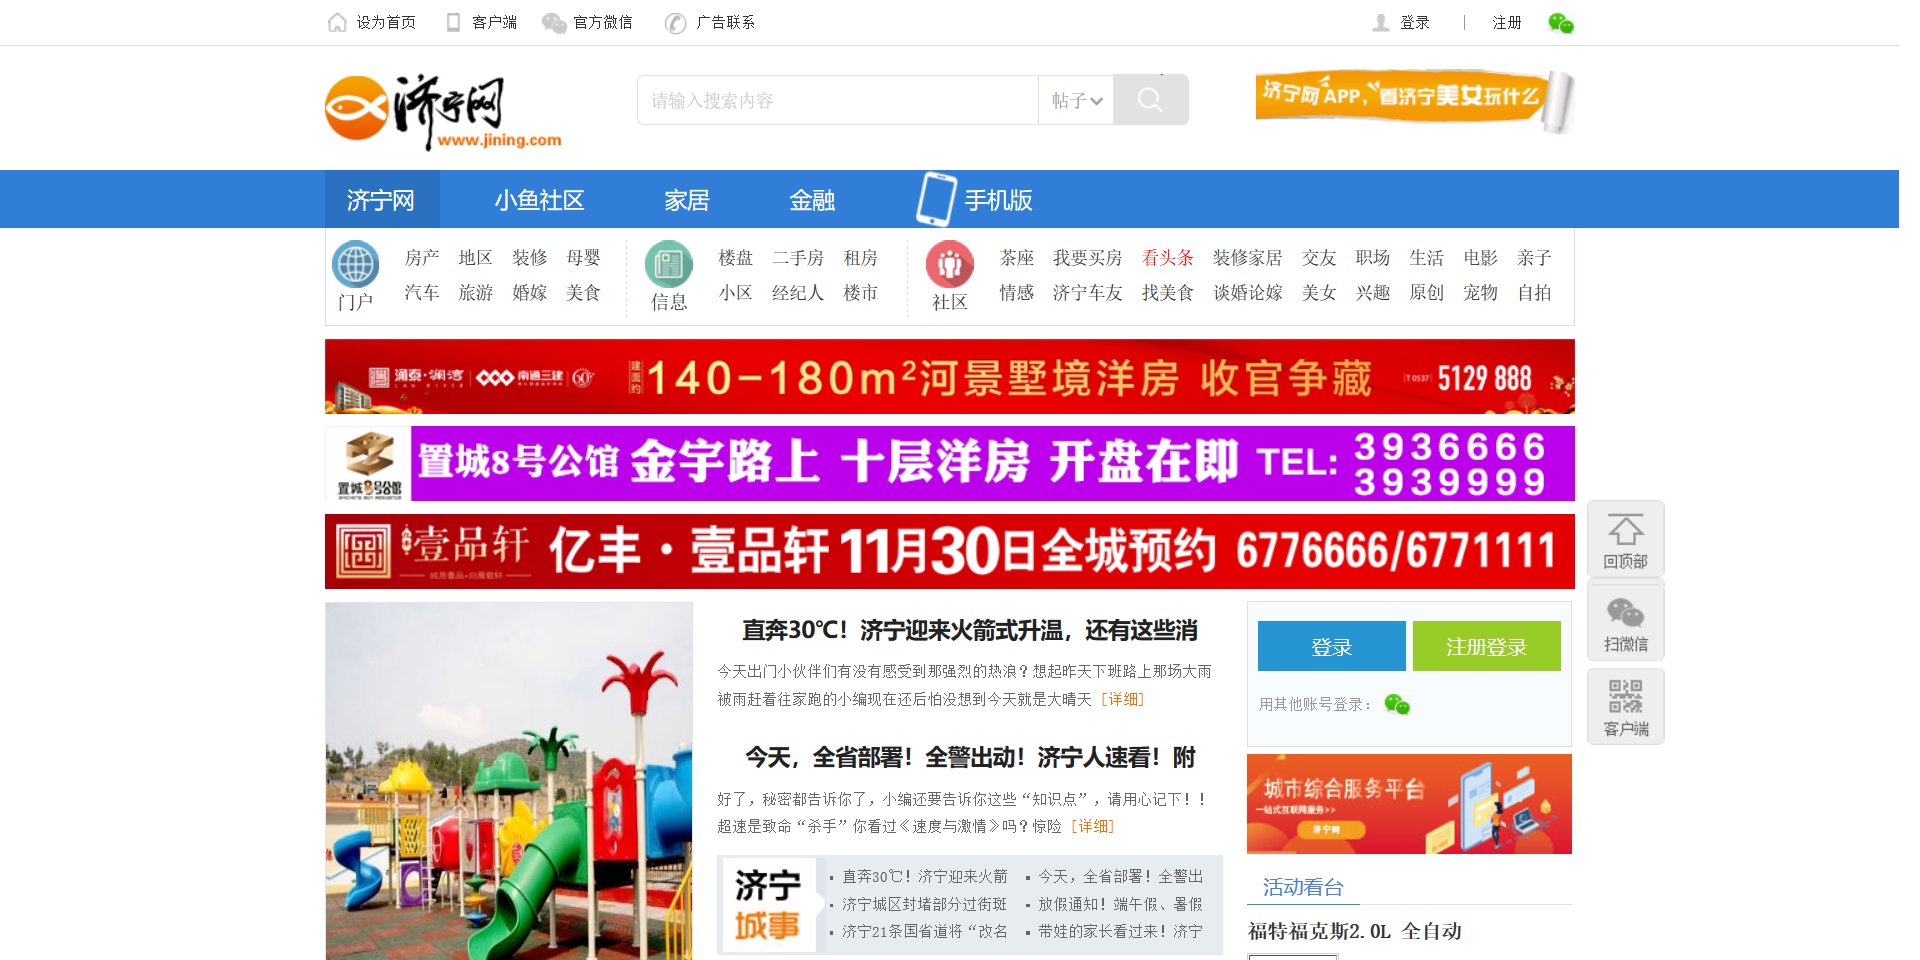 设为首页 客户端 官方微信 广告联系 登录 | 注册
济宁网 www.jining.com
请输入搜索内容 帖子
济宁网APP，看济宁美女玩什么
济宁网 小鱼社区 家居 金融 手机版
门户
房产 地区 装修 母婴
汽车 旅游 婚嫁 美食
信息
楼盘 二手房 租房
小区 经纪人 楼市
社区
茶座 我要买房 看头条 装修家居 交友 职场 生活 电影 亲子
情感 济宁车友 找美食 谈婚论嫁 美女 兴趣 原创 宠物 自拍
南通三建 60 建面约 140-180m²河景墅境洋房 收官争藏 T 0537 5129 888
置城8号公馆 置城8号公馆 金宇路上 十层洋房 开盘在即 TEL: 3936666
3939999
壹品轩 亿丰·壹品轩 11月30日全城预约 6776666/6771111
直奔30℃！济宁迎来火箭式升温，还有这些消
今天出门小伙伴们有没有感受到那强烈的热浪？想起昨天下班路上那场大雨
被雨赶着往家跑的小编现在还后怕没想到今天就是大晴天 [详细]
今天，全省部署！全警出动！济宁人速看！附
好了，秘密都告诉你了，小编还要告诉你这些“知识点”，请用心记下！！
超速是致命“杀手”你看过《速度与激情》吗？惊险 [详细]
济宁
城事
直奔30℃！济宁迎来火箭
今天，全省部署！全警出
济宁城区封堵部分过街斑
放假通知！端午假、暑假
济宁21条国省道将“改名
带娃的家长看过来！济宁
登录 注册登录
用其他账号登录：
城市综合服务平台
一站式互联网服务>>
济宁网
活动看台
福特福克斯2.0L 全自动
回顶部
扫微信
客户端